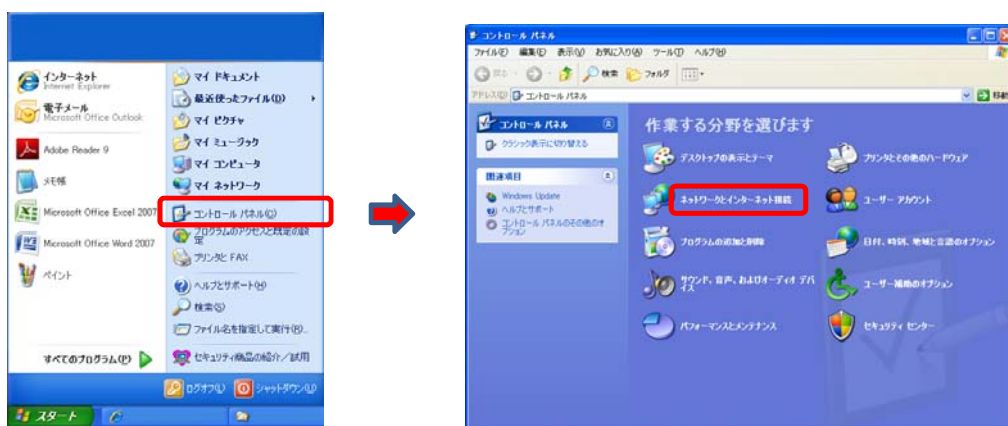 インターネット
Internet Explorer
電子メール
Microsoft Office Outlook
Adobe Reader 9
メモ帳
Microsoft Office Excel 2007
Microsoft Office Word 2007
ペイント
すべてのプログラム(P)
マイ ドキュメント
最近使ったファイル(D)
マイ ピクチャ
マイ ミュージック
マイ コンピュータ
マイ ネットワーク
コントロール パネル(C)
プログラムのアクセスと既定の設
定
プリンタと FAX
ヘルプとサポート(H)
検索(S)
ファイル名を指定して実行(R)...
セキュリティ商品の紹介／試用
ログオフ(L)
シャットダウン(U)
スタート
コントロール パネル
ファイル(F) 編集(E) 表示(V) お気に入り(A) ツール(T) ヘルプ(H)
戻る 検索 フォルダ
アドレス(D) コントロール パネル 移動
コントロール パネル
クラシック表示に切り替える
関連項目
Windows Update
ヘルプとサポート
コントロール パネルのその他のオ
プション
作業する分野を選びます
デスクトップの表示とテーマ
プリンタとその他のハードウェア
ネットワークとインターネット接続
ユーザー アカウント
プログラムの追加と削除
日付、時刻、地域と言語のオプション
サウンド、音声、およびオーディオ デバ
イス
ユーザー補助のオプション
パフォーマンスとメンテナンス
セキュリティ センター